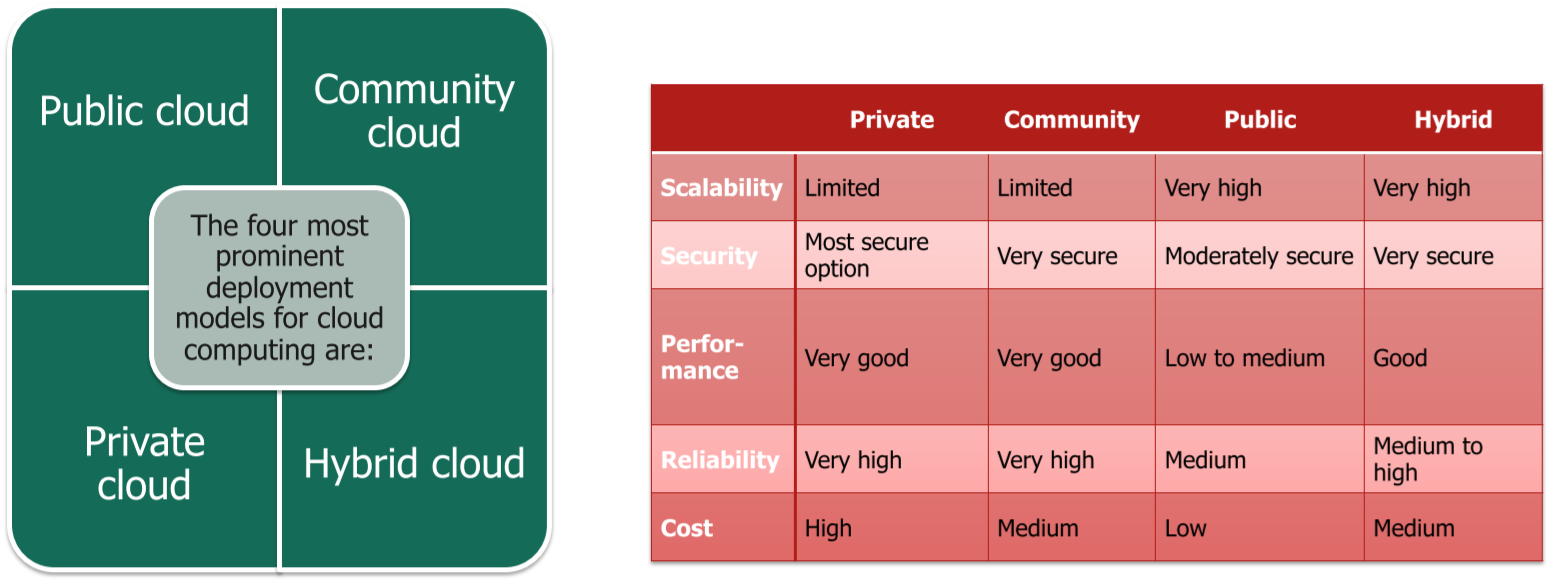 Public cloud
Community
cloud
The four most
prominent
deployment
models for cloud
computing are:
Private
cloud
Hybrid cloud
Private Community Public Hybrid
Scalability Limited Limited Very high Very high
Security Most secure
option Very secure Moderately secure Very secure
Perfor-
mance Very good Very good Low to medium Good
Reliability Very high Very high Medium Medium to
high
Cost High Medium Low Medium